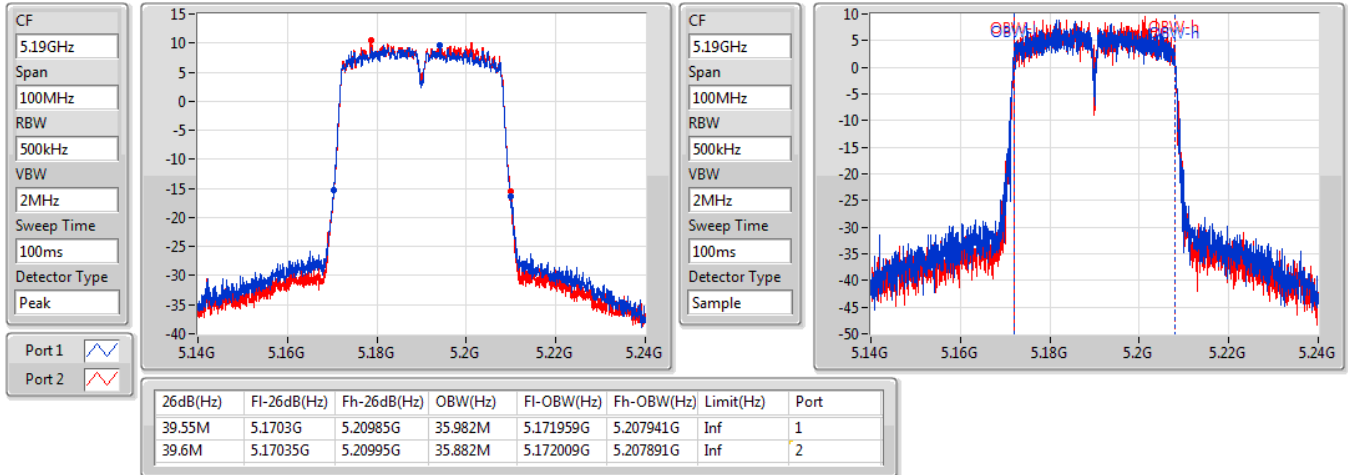 CF
5.19GHz
Span
100MHz
RBW
500kHz
VBW
2MHz
Sweep Time
100ms
Detector Type
Peak
Port 1
Port 2
15
10
5
0
-5
-10
-15
-20
-25
-30
-35
-40
5.14G 5.16G 5.18G 5.2G 5.22G 5.24G
CF
5.19GHz
Span
100MHz
RBW
500kHz
VBW
2MHz
Sweep Time
100ms
Detector Type
Sample
10
5
0
-5
-10
-15
-20
-25
-30
-35
-40
-45
-50
OBW-h
5.14G 5.16G 5.18G 5.2G 5.22G 5.24G
26dB(Hz) Fl-26dB(Hz) Fh-26dB(Hz) OBW(Hz) Fl-OBW(Hz) Fh-OBW(Hz) Limit(Hz) Port
39.55M 5.1703G 5.20985G 35.982M 5.171959G 5.207941G Inf 1
39.6M 5.17035G 5.20995G 35.882M 5.172009G 5.207891G Inf 2